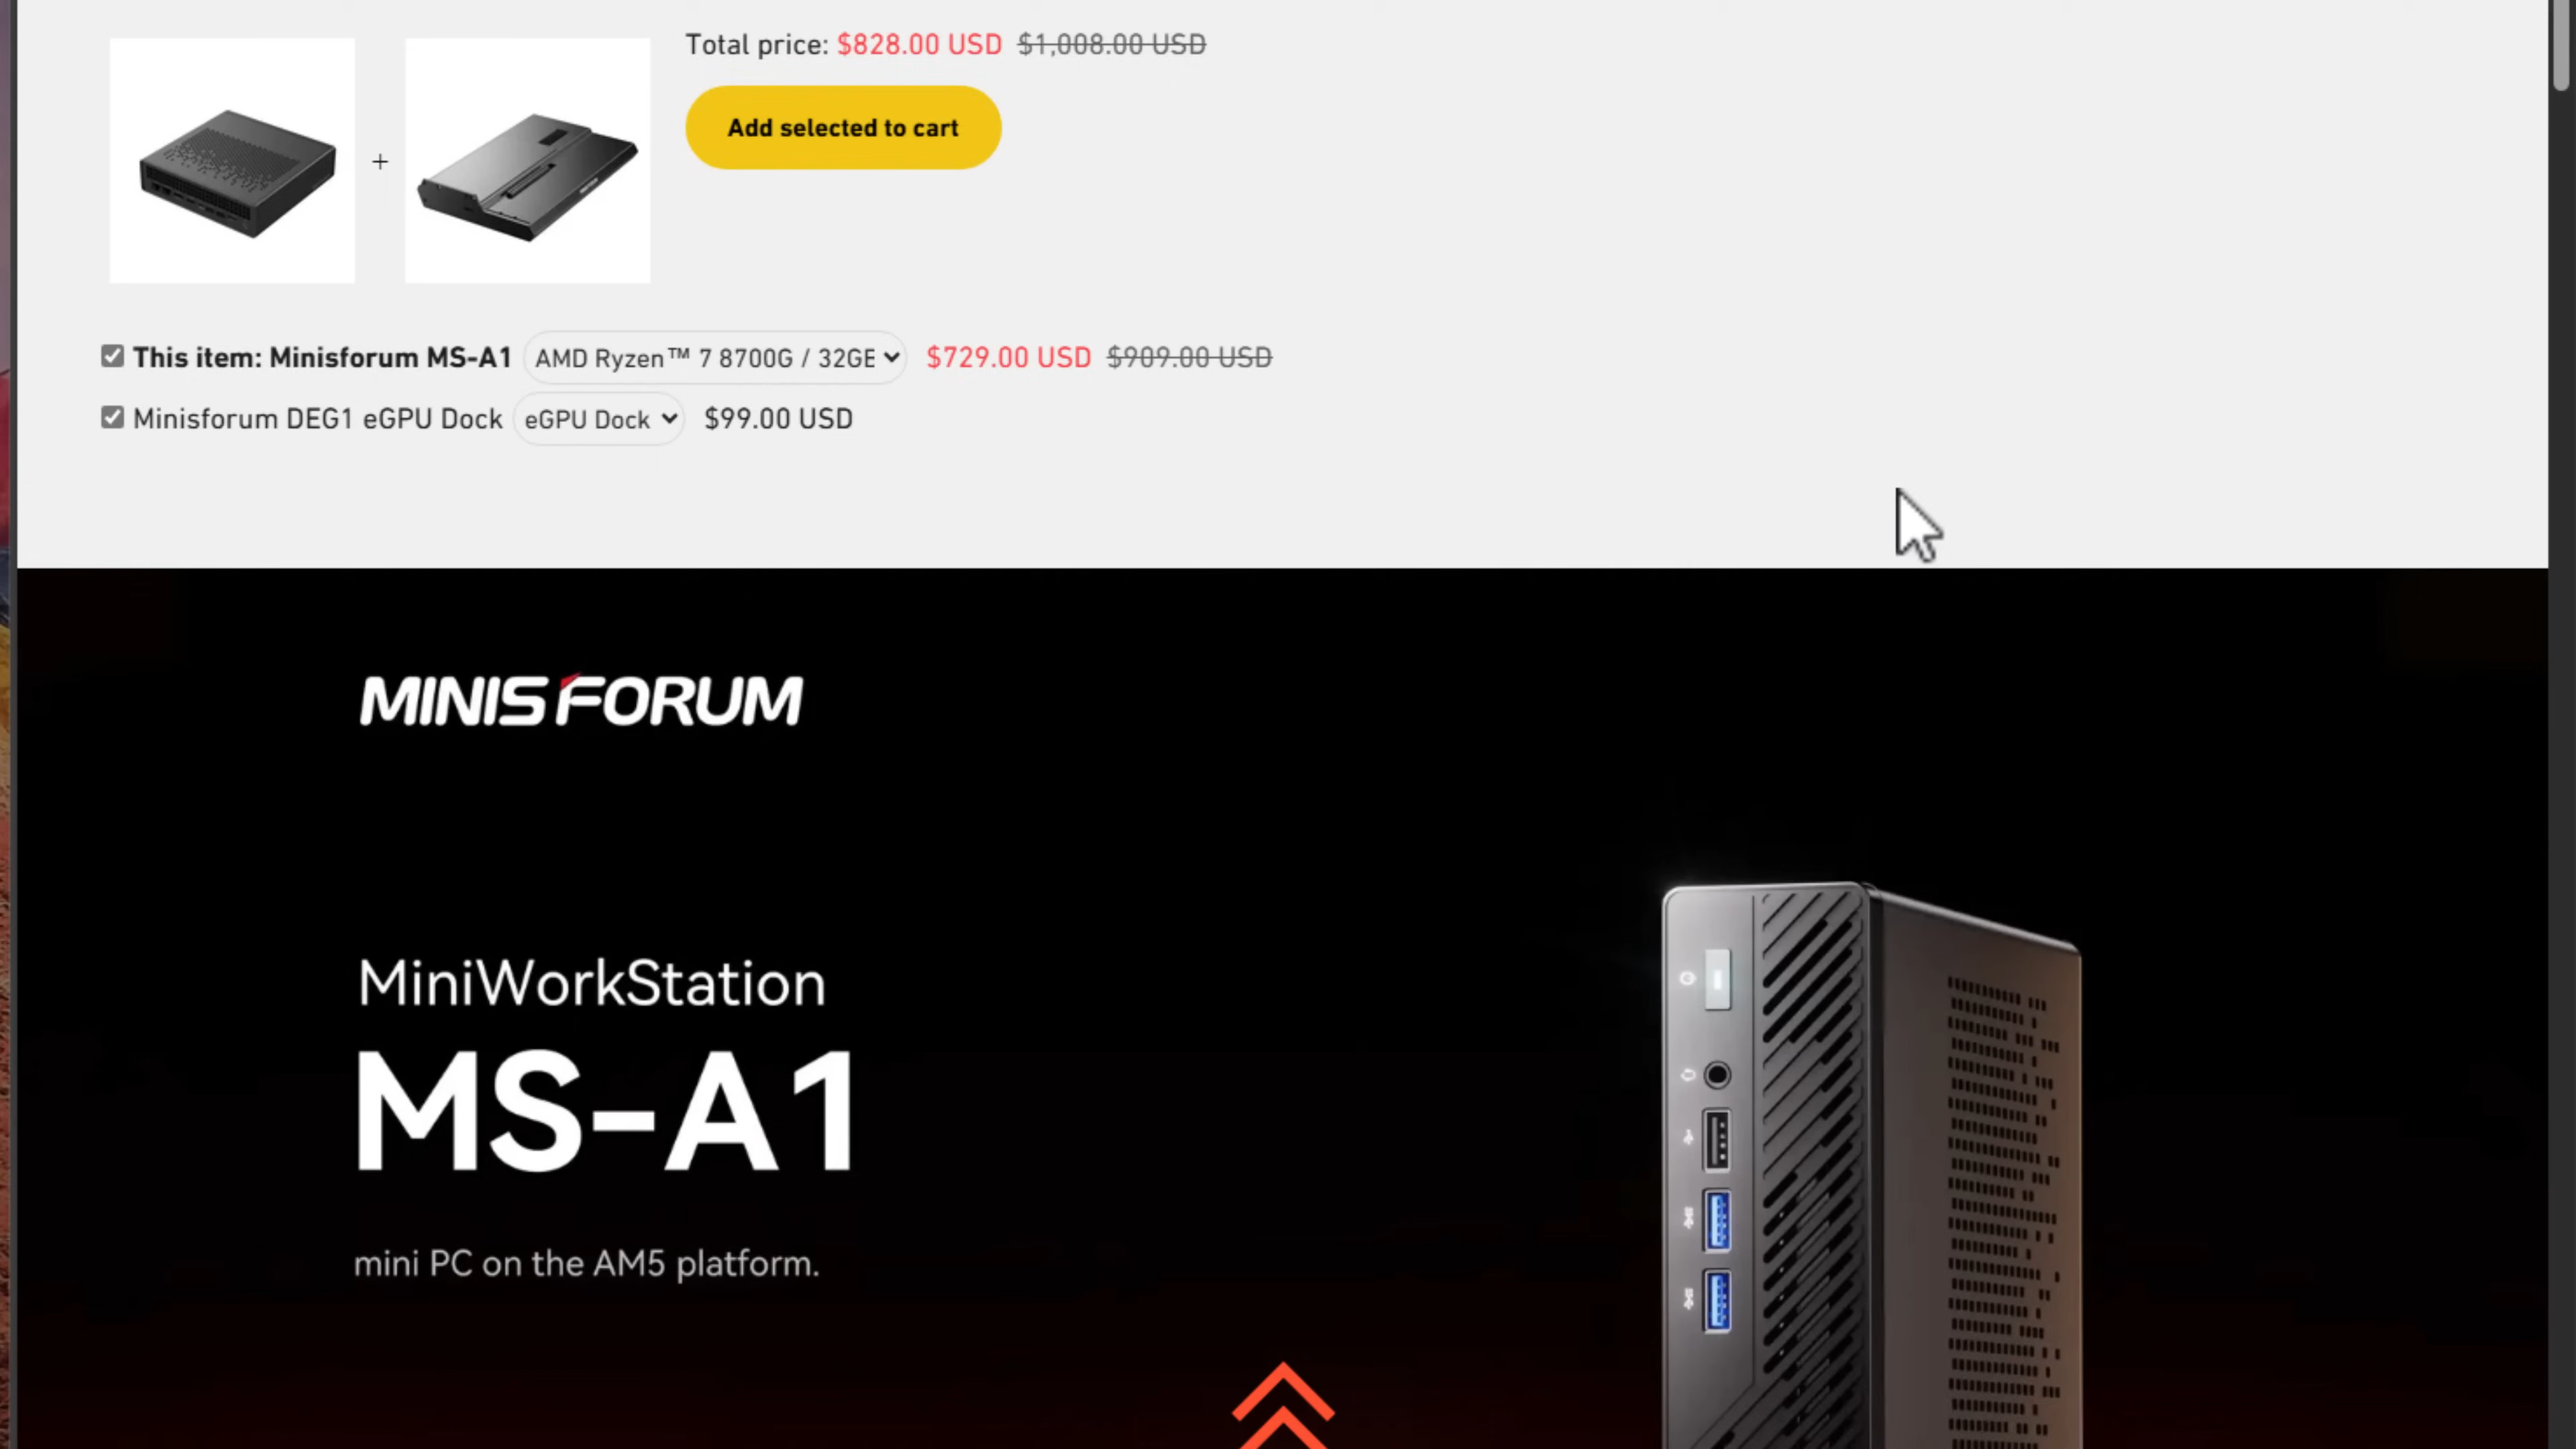 Total price: $828.00 USD $1,008.00 USD
Add selected to cart
+
This item: Minisforum MS-A1 AMD Ryzen™ 7 8700G / 32GB $729.00 USD $909.00 USD
Minisforum DEG1 eGPU Dock eGPU Dock $99.00 USD
MINISFORUM
MiniWorkStation
MS-A1
mini PC on the AM5 platform.